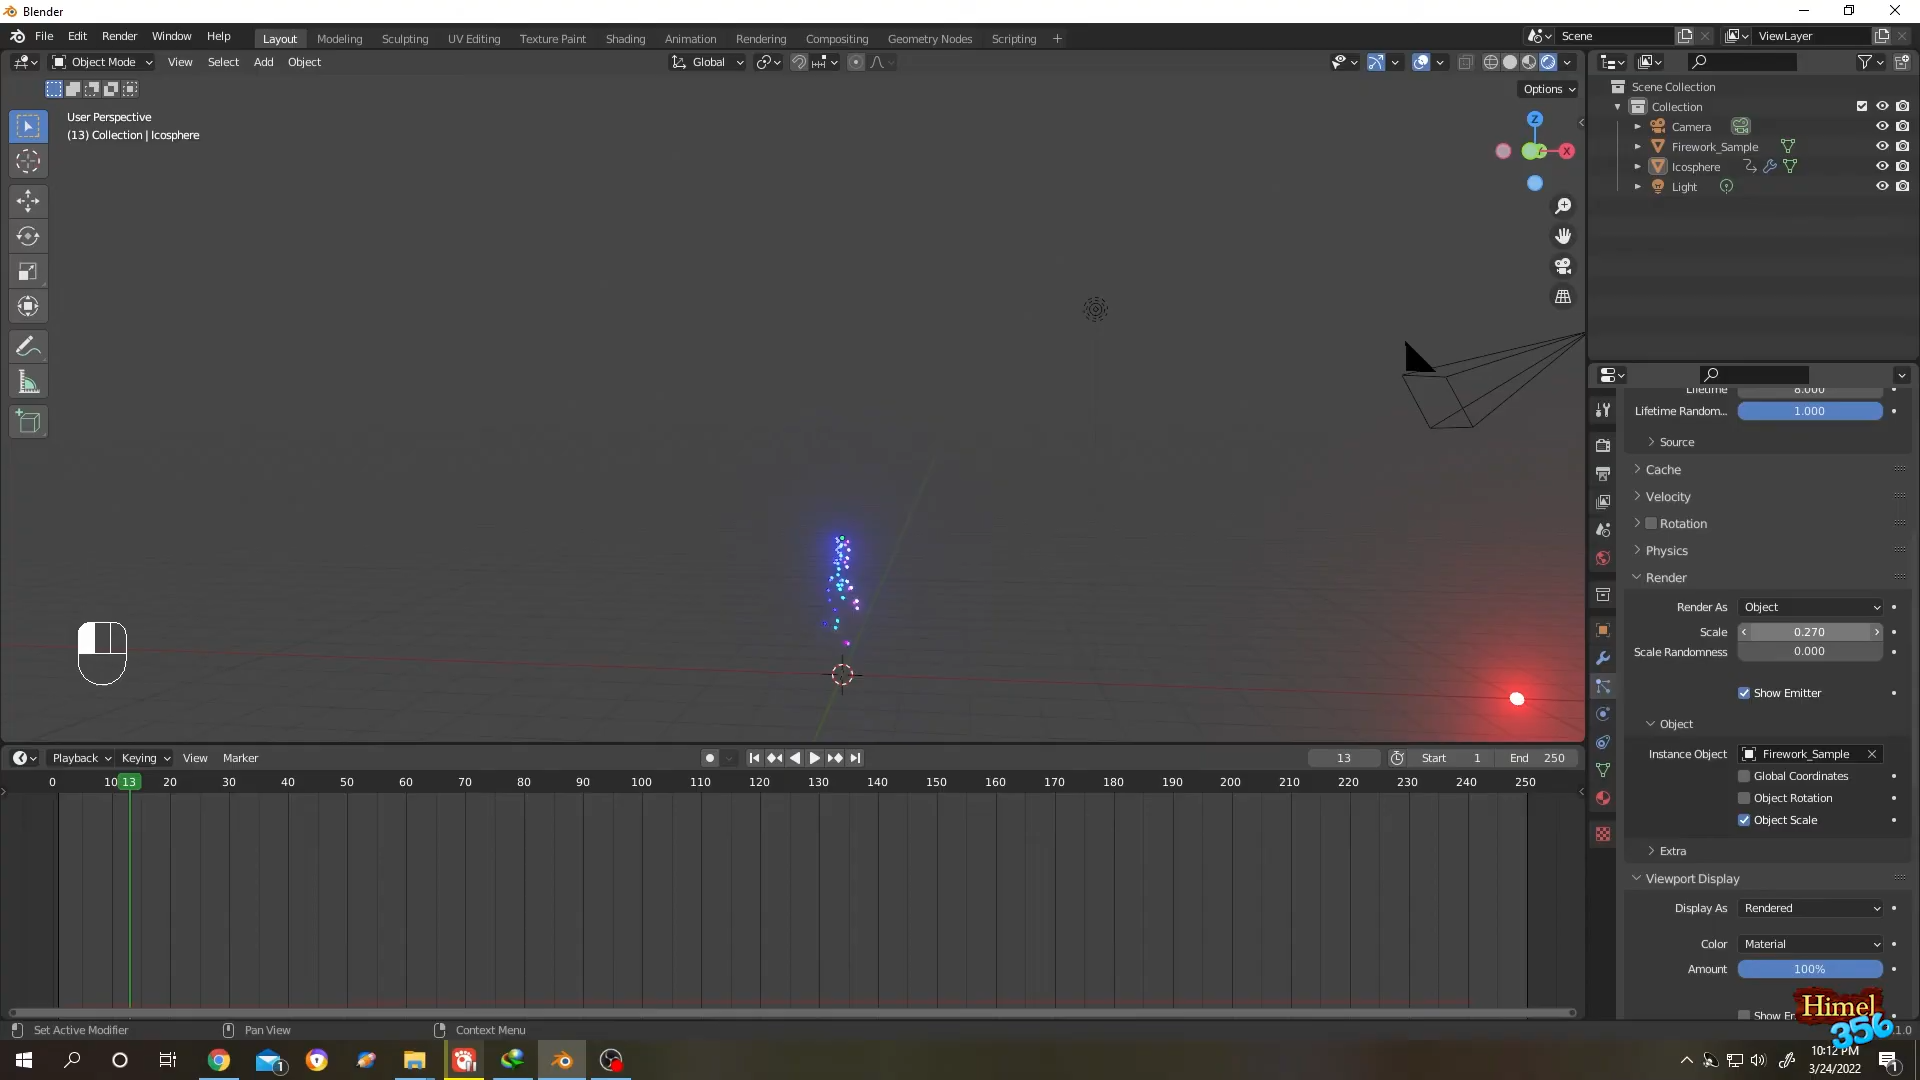 Blender
File Edit Render Window Help Layout Modeling Sculpting UV Editing Texture Paint Shading Animation Rendering Compositing Geometry Nodes Scripting + Scene ViewLayer
Object Mode View Select Add Object Global
Options
User Perspective
(13) Collection | Icosphere
Z
X
Scene Collection
Collection
Camera
Firework_Sample
Icosphere
Light
Lifetime 8.000
Lifetime Random... 1.000
Source
Cache
Velocity
Rotation
Physics
Render
Render As Object
Scale 0.270
Scale Randomness 0.000
Show Emitter
Object
Instance Object Firework_Sample
Global Coordinates
Object Rotation
Object Scale
Extra
Viewport Display
Display As Rendered
Color Material
Amount 100%
Playback Keying View Marker 13 Start 1 End 250
0 10 13 20 30 40 50 60 70 80 90 100 110 120 130 140 150 160 170 180 190 200 210 220 230 240 250
Himel
356
Set Active Modifier Pan View Context Menu
10:12 PM
3/24/2022